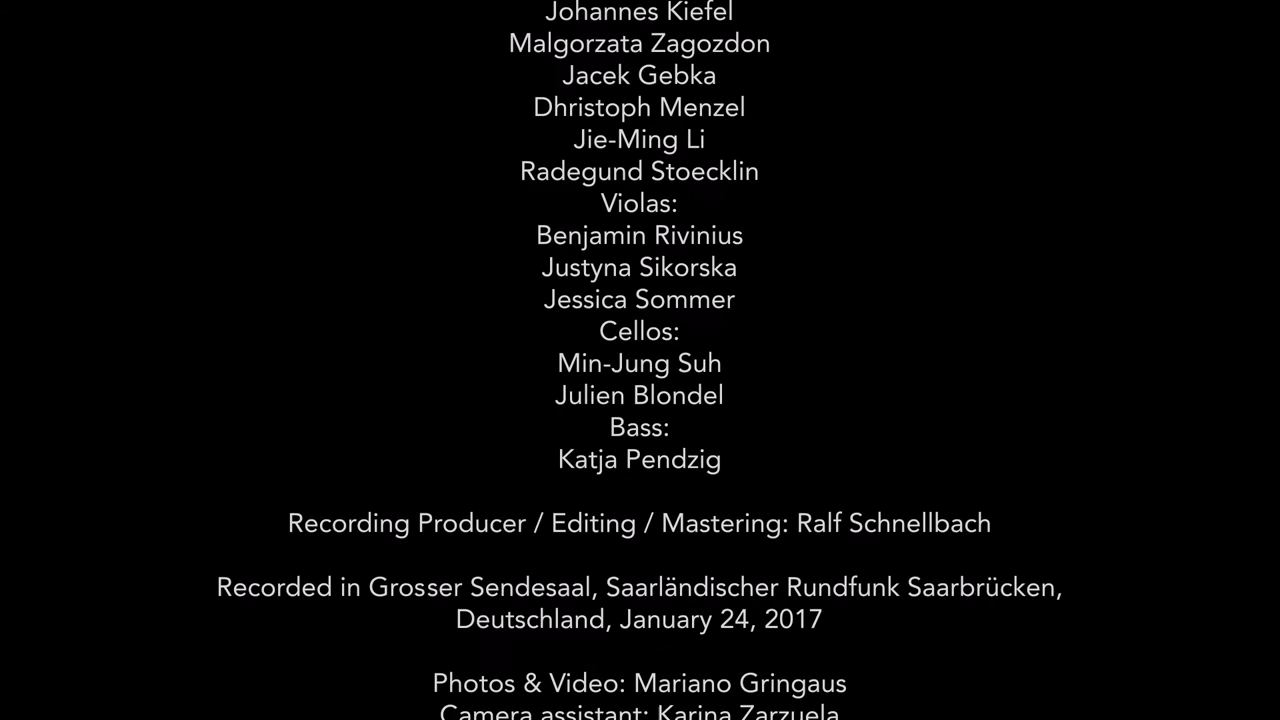 Johannes Kiefel
Malgorzata Zagozdon
Jacek Gebka
Dhristoph Menzel
Jie-Ming Li
Radegund Stoecklin
Violas:
Benjamin Rivinius
Justyna Sikorska
Jessica Sommer
Cellos:
Min-Jung Suh
Julien Blondel
Bass:
Katja Pendzig
Recording Producer / Editing / Mastering: Ralf Schnellbach
Recorded in Grosser Sendesaal, Saarländischer Rundfunk Saarbrücken,
Deutschland, January 24, 2017
Photos & Video: Mariano Gringaus
Camera assistant: Karina Zarzuela